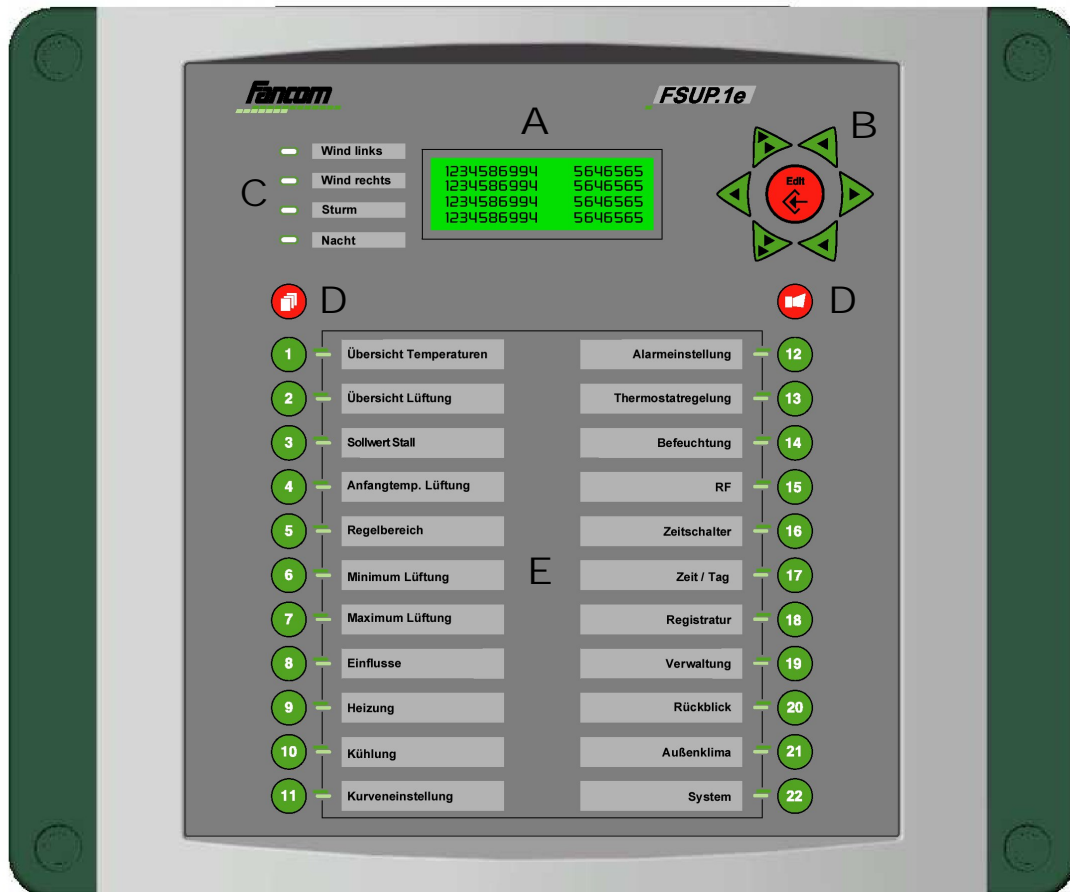 Fancom
FSUP.1e
A
B
Wind links
Wind rechts
C
Sturm
Nacht
1234586994 5646565
1234586994 5646565
1234586994 5646565
1234586994 5646565
Edit
D
D
1 Übersicht Temperaturen
Alarmeinstellung 12
2 Übersicht Lüftung
Thermostatregelung 13
3 Sollwert Stall
Befeuchtung 14
4 Anfangtemp. Lüftung
RF 15
5 Regelbereich
Zeitschalter 16
E
6 Minimum Lüftung
Zeit / Tag 17
7 Maximum Lüftung
Registratur 18
8 Einflusse
Verwaltung 19
9 Heizung
Rückblick 20
10 Kühlung
Außenklima 21
11 Kurveneinstellung
System 22